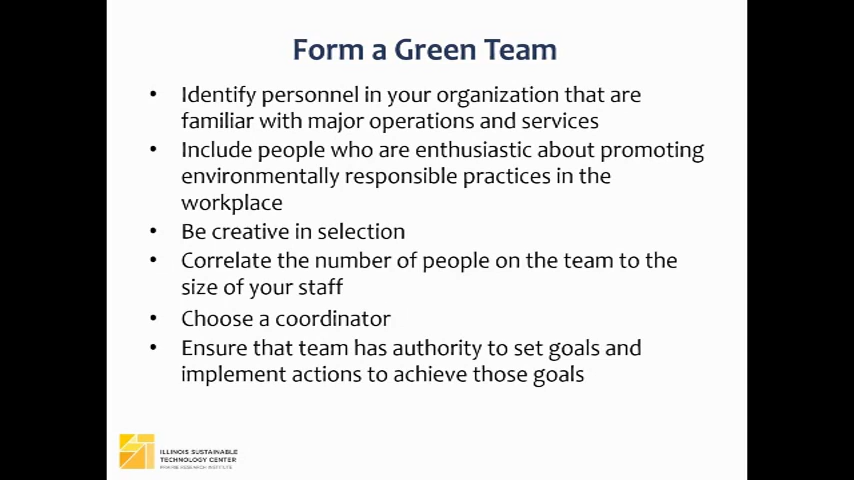 Form a Green Team
• Identify personnel in your organization that are
familiar with major operations and services
• Include people who are enthusiastic about promoting
environmentally responsible practices in the
workplace
• Be creative in selection
• Correlate the number of people on the team to the
size of your staff
• Choose a coordinator
• Ensure that team has authority to set goals and
implement actions to achieve those goals
ILLINOIS SUSTAINABLE
TECHNOLOGY CENTER
PRAIRIE RESEARCH INSTITUTE